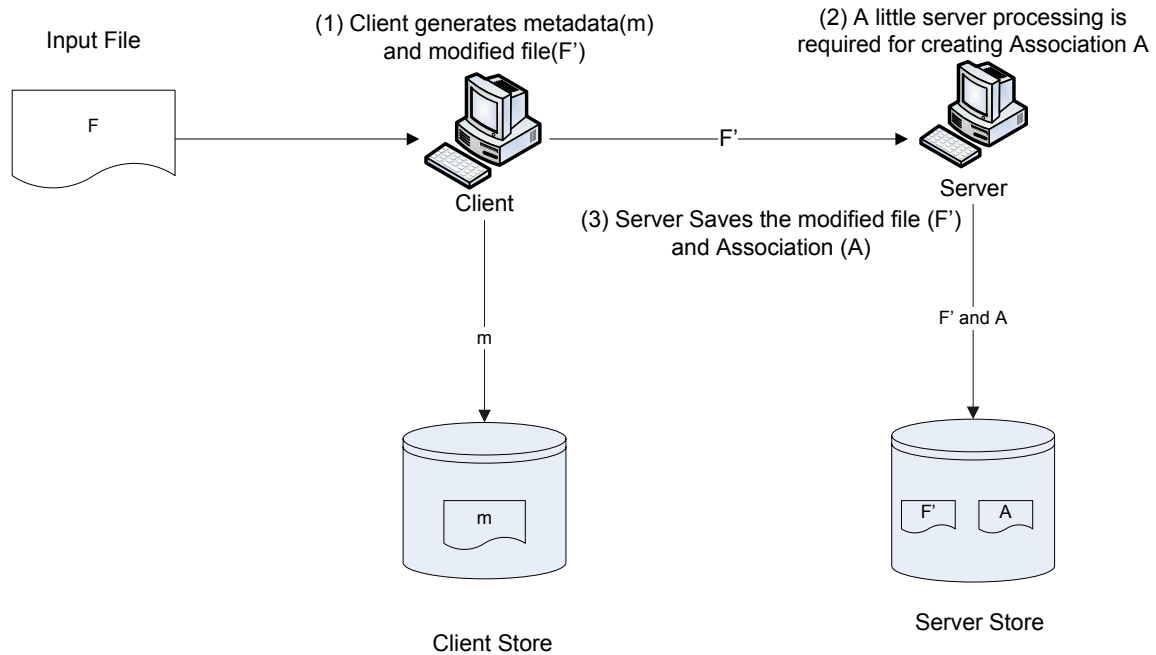 Input File
(1) Client generates metadata(m)
and modified file(F’)
(2) A little server processing is
required for creating Association A
F
F’
Client
Server
(3) Server Saves the modified file (F’)
and Association (A)
m
F’ and A
m
F’
A
Client Store
Server Store